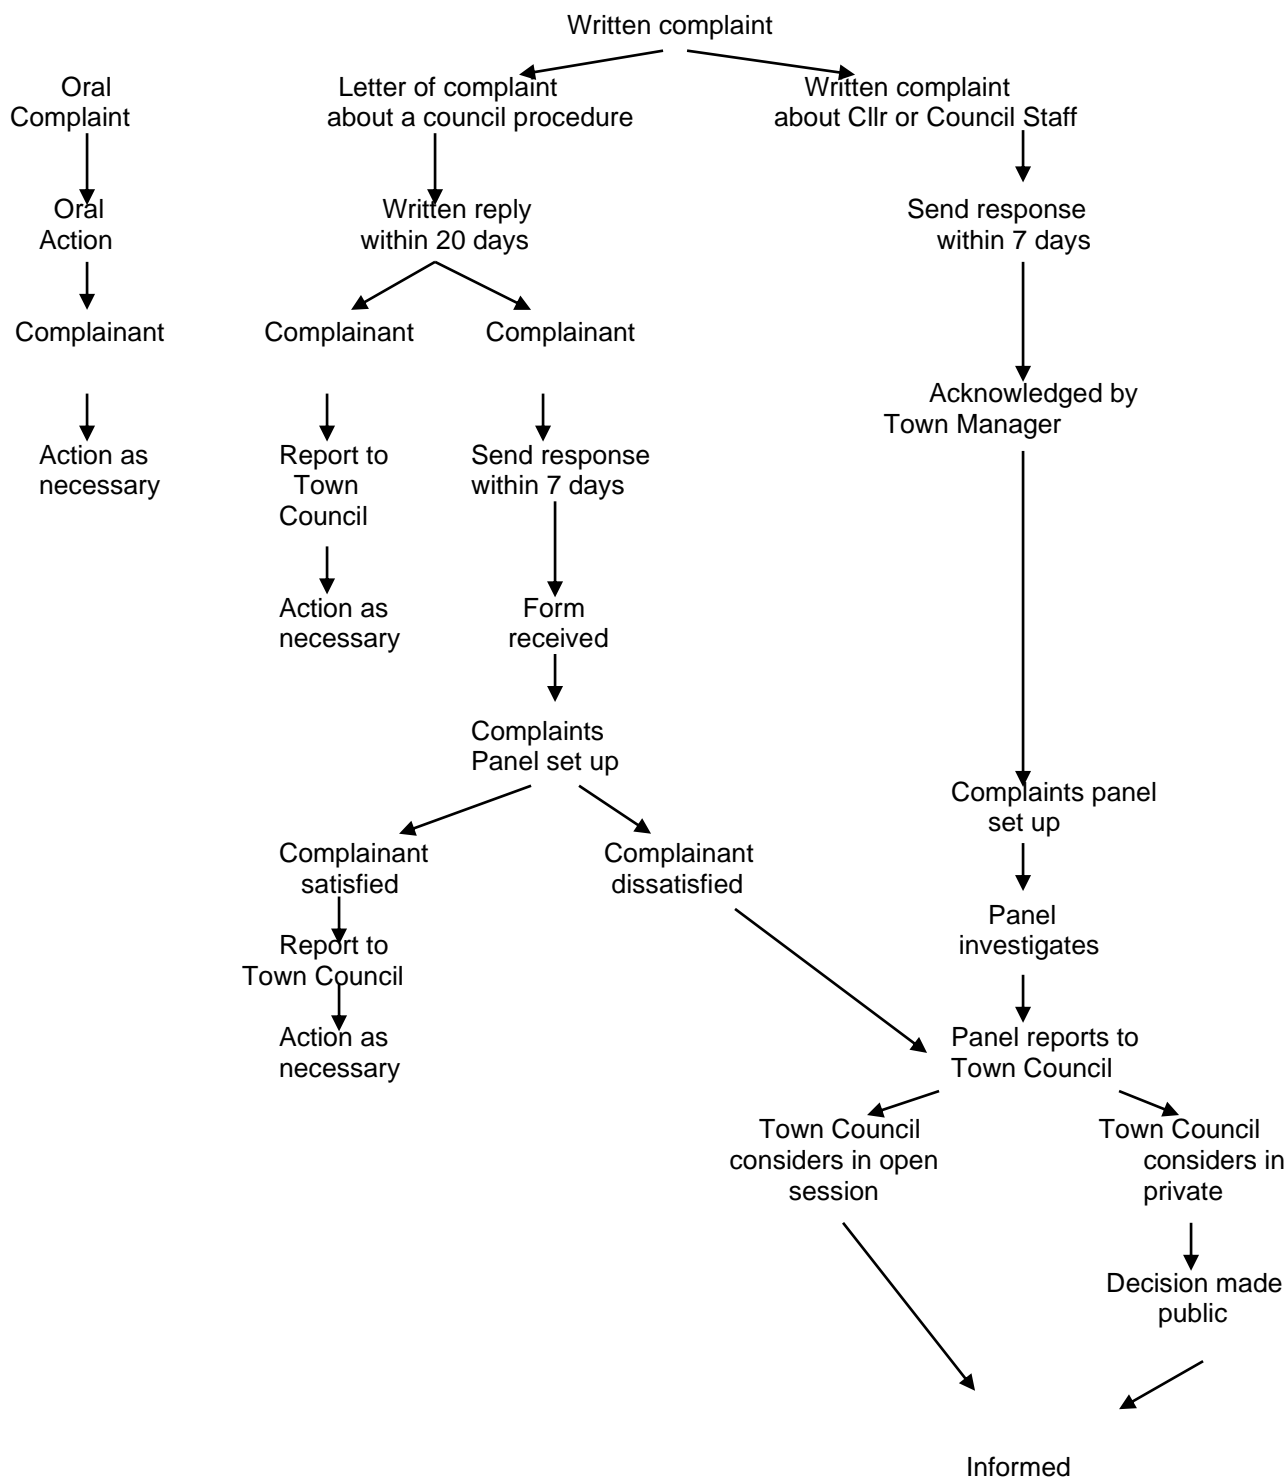 Written complaint
Oral
Complaint
Letter of complaint
about a council procedure
Written complaint
about Cllr or Council Staff
Oral
Action
Written reply
within 20 days
Send response
within 7 days
Complainant
Complainant
Complainant
Acknowledged by
Town Manager
Action as
necessary
Report to
Town
Council
Send response
within 7 days
Action as
necessary
Form
received
Complaints
Panel set up
Complaints panel
set up
Complainant
satisfied
Complainant
dissatisfied
Panel
investigates
Report to
Town Council
Action as
necessary
Panel reports to
Town Council
Town Council
considers in open
session
Town Council
considers in
private
Decision made
public
Informed